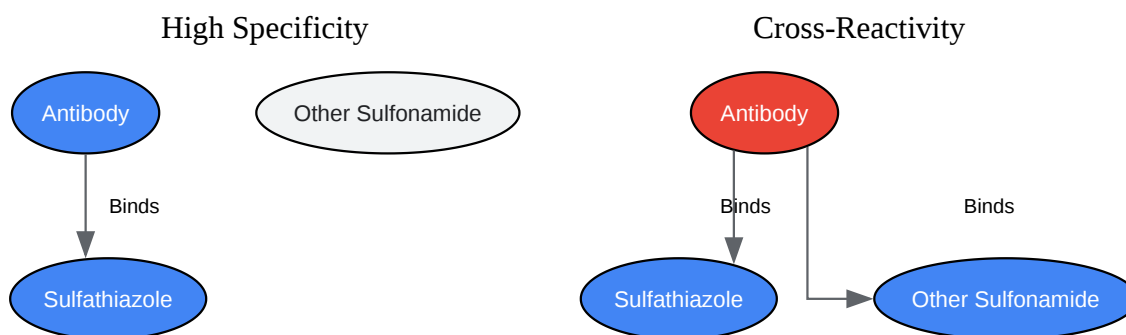 High Specificity
Antibody
Other Sulfonamide
Binds
Sulfathiazole
Cross-Reactivity
Antibody
Binds
Binds
Sulfathiazole
Other Sulfonamide